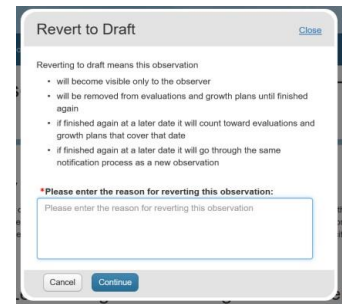 Revert to Draft
Close
Reverting to draft means this observation
• will become visible only to the observer
• will be removed from evaluations and growth plans until finished
again
• if finished again at a later date it will count toward evaluations and
growth plans that cover that date
• if finished again at a later date it will go through the same
notification process as a new observation
*Please enter the reason for reverting this observation:
Please enter the reason for reverting this observation
Cancel
Continue